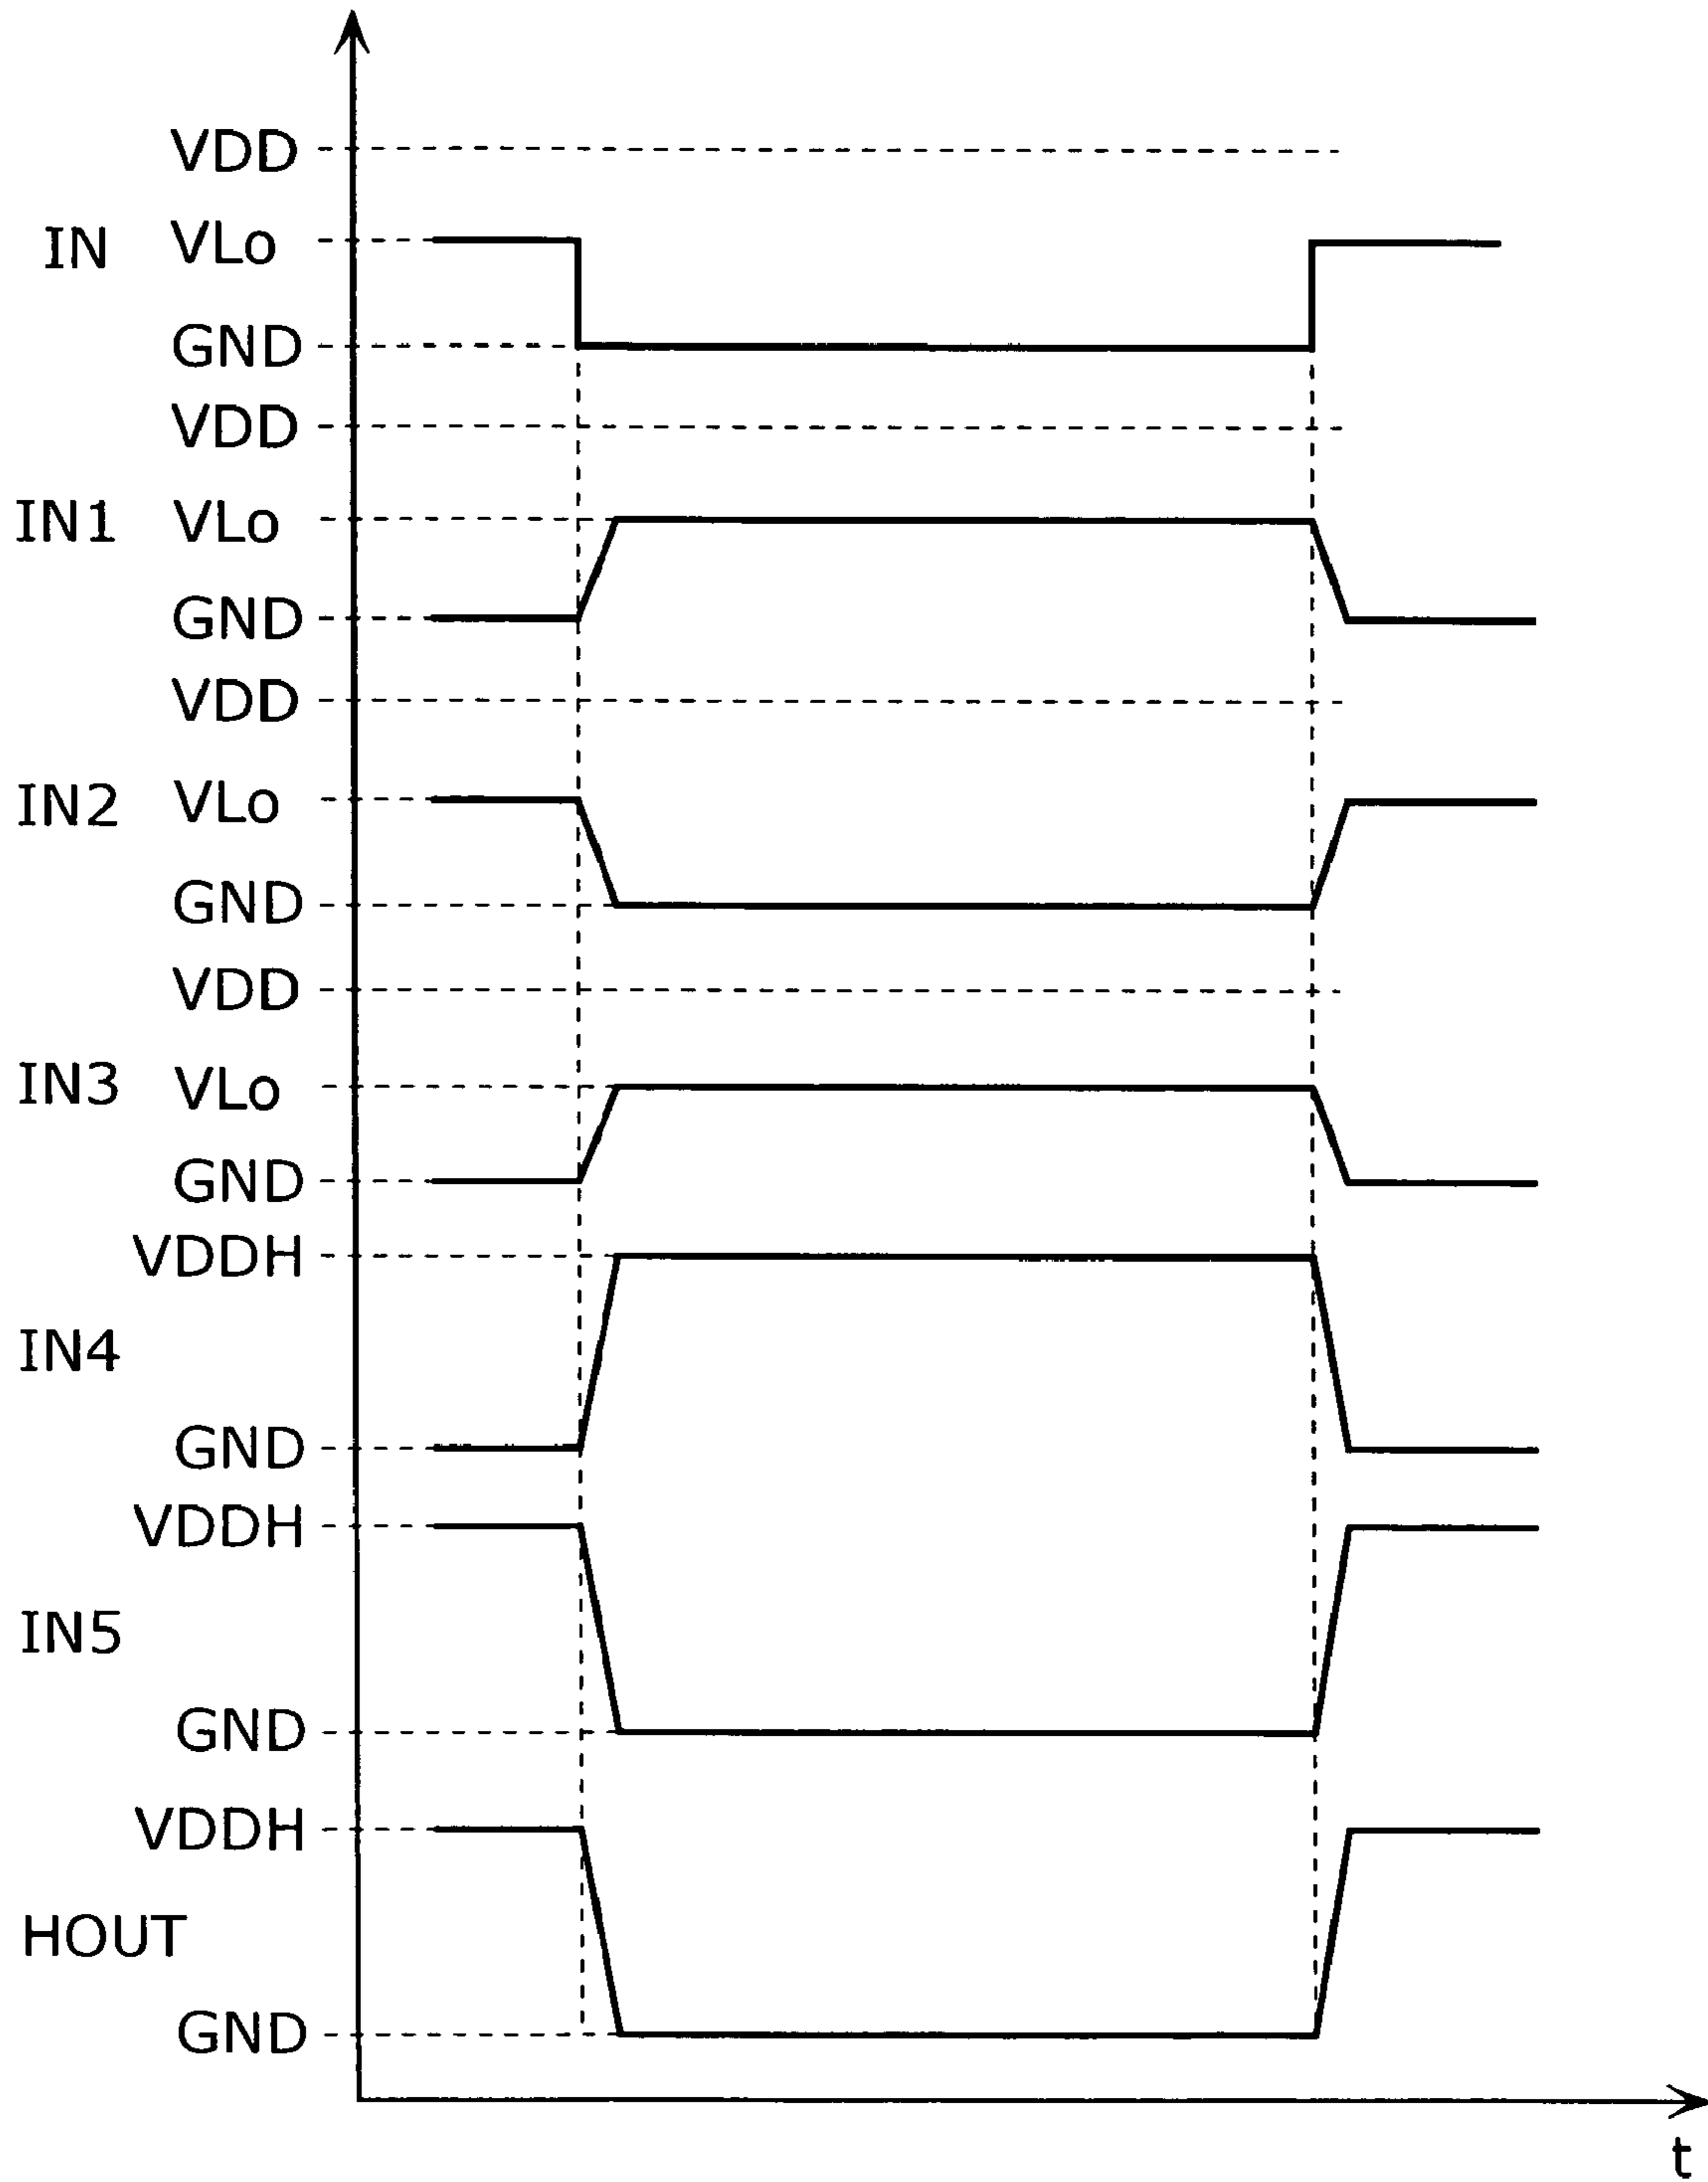 VDD
IN VLo
GND
VDD
IN1 VLo
GND
VDD
IN2 VLo
GND
VDD
IN3 VLo
GND
VDDH
IN4
GND
VDDH
IN5
GND
VDDH
HOUT
GND
t